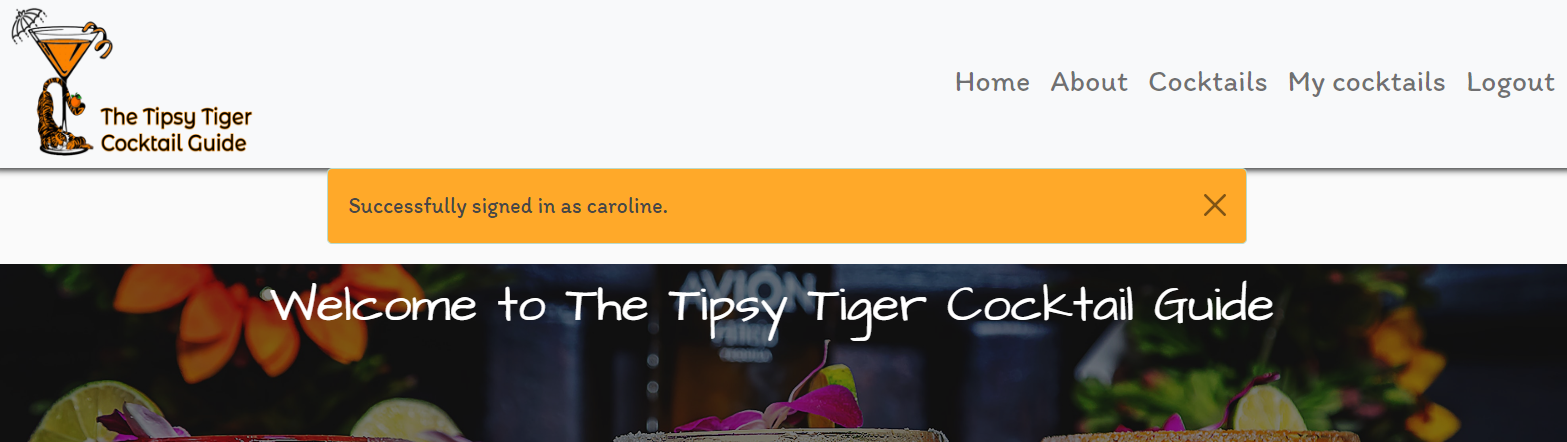 The Tipsy Tiger
Cocktail Guide
Home About Cocktails My cocktails Logout
Successfully signed in as caroline.
Welcome to The Tipsy Tiger Cocktail Guide
AVIÓN